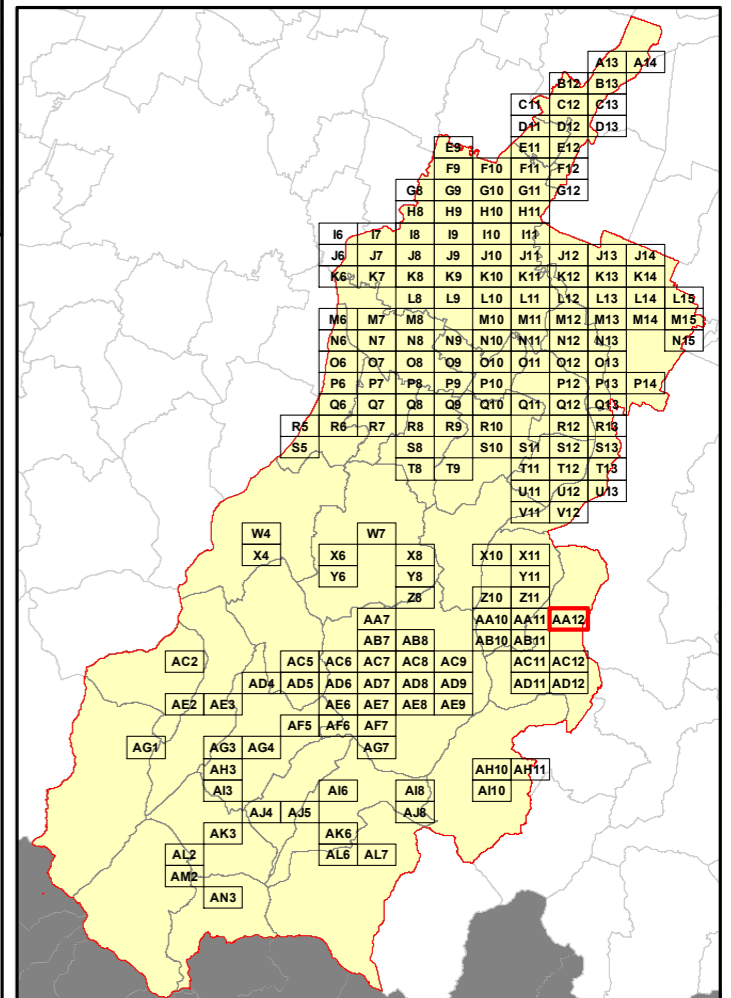 A13 A14
B12 B13
C11 C12 C13
D11 D12 D13
E9 E11 E12
F9 F10 F11 F12
G8 G9 G10 G11 G12
H8 H9 H10 H11
I6 I7 I8 I9 I10 I11
J6 J7 J8 J9 J10 J11 J12 J13 J14
K6 K7 K8 K9 K10 K11 K12 K13 K14
L8 L9 L10 L11 L12 L13 L14 L15
M6 M7 M8 M10 M11 M12 M13 M14 M15
N6 N7 N8 N9 N10 N11 N12 N13 N15
O6 O7 O8 O9 O10 O11 O12 O13
P6 P7 P8 P9 P10 P12 P13 P14
Q6 Q7 Q8 Q9 Q10 Q11 Q12 Q13
R5 R6 R7 R8 R9 R10 R12 R13
S5 S8 S10 S11 S12 S13
T8 T9 T11 T12 T13
U11 U12 U13
V11 V12
W4 W7
X4 X6 X8 X10 X11
Y6 Y8 Y11
Z8 Z10 Z11
AA7 AA10 AA11 AA12
AB7 AB8 AB10 AB11
AC2 AC5 AC6 AC7 AC8 AC9 AC11 AC12
AD4 AD5 AD6 AD7 AD8 AD9 AD11 AD12
AE2 AE3 AE6 AE7 AE8 AE9
AF5 AF6 AF7
AG1 AG3 AG4 AG7
AH3 AH10 AH11
AI3 AI6 AI8 AI10
AJ4 AJ5 AJ8
AK3 AK6
AL2 AL6 AL7
AM2
AN3